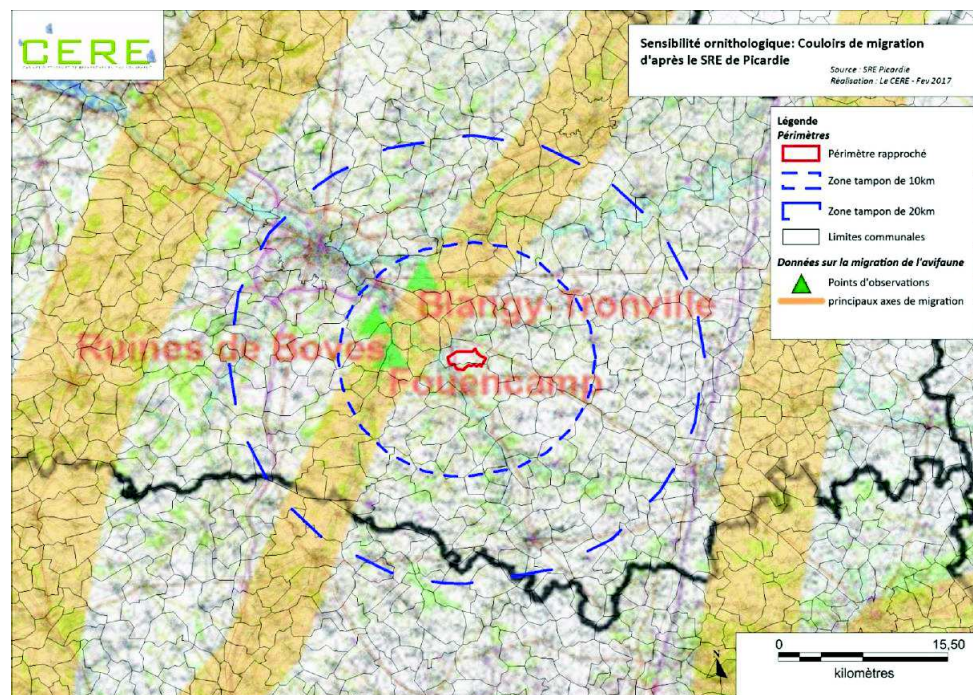 CERE
Sensibilité ornithologique: Couloirs de migration
d'après le SRE de Picardie
Source : SRE Picardie
Réalisation : Le CERE - Fev 2017
Légende
Périmètres
Périmètre rapproché
Zone tampon de 10km
Zone tampon de 20km
Limites communales
Données sur la migration de l'avifaune
Points d'observations
principaux axes de migration
Blangy-Tronville
Ruines de Boves
Fouencamp
N
0 15,50
kilomètres